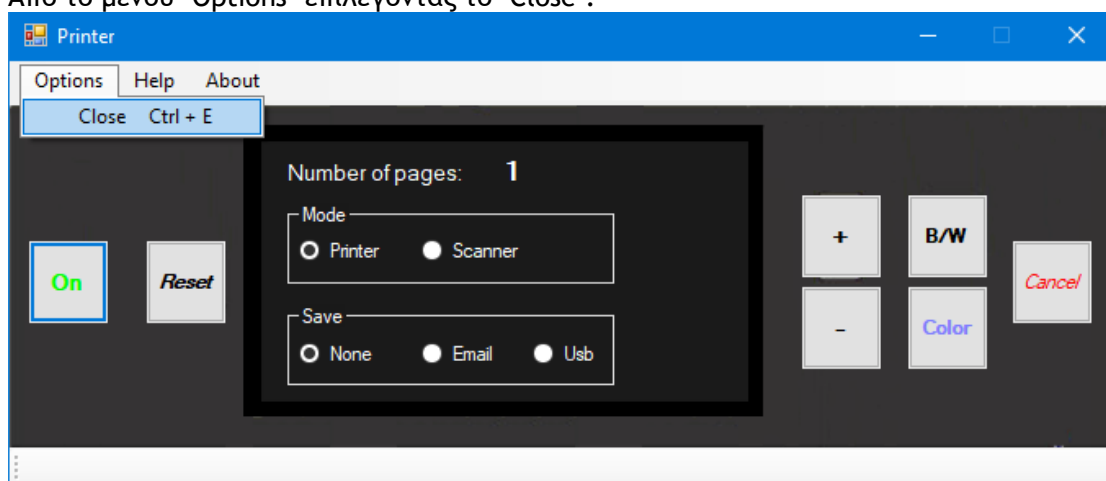 Από το μενού "Options" επιλέγοντας το "Close".
Printer
Options Help About
Close Ctrl + E
Number of pages: 1
Mode
Printer Scanner
Save
None Email Usb
On
Reset
+
B/W
-
Color
Cancel